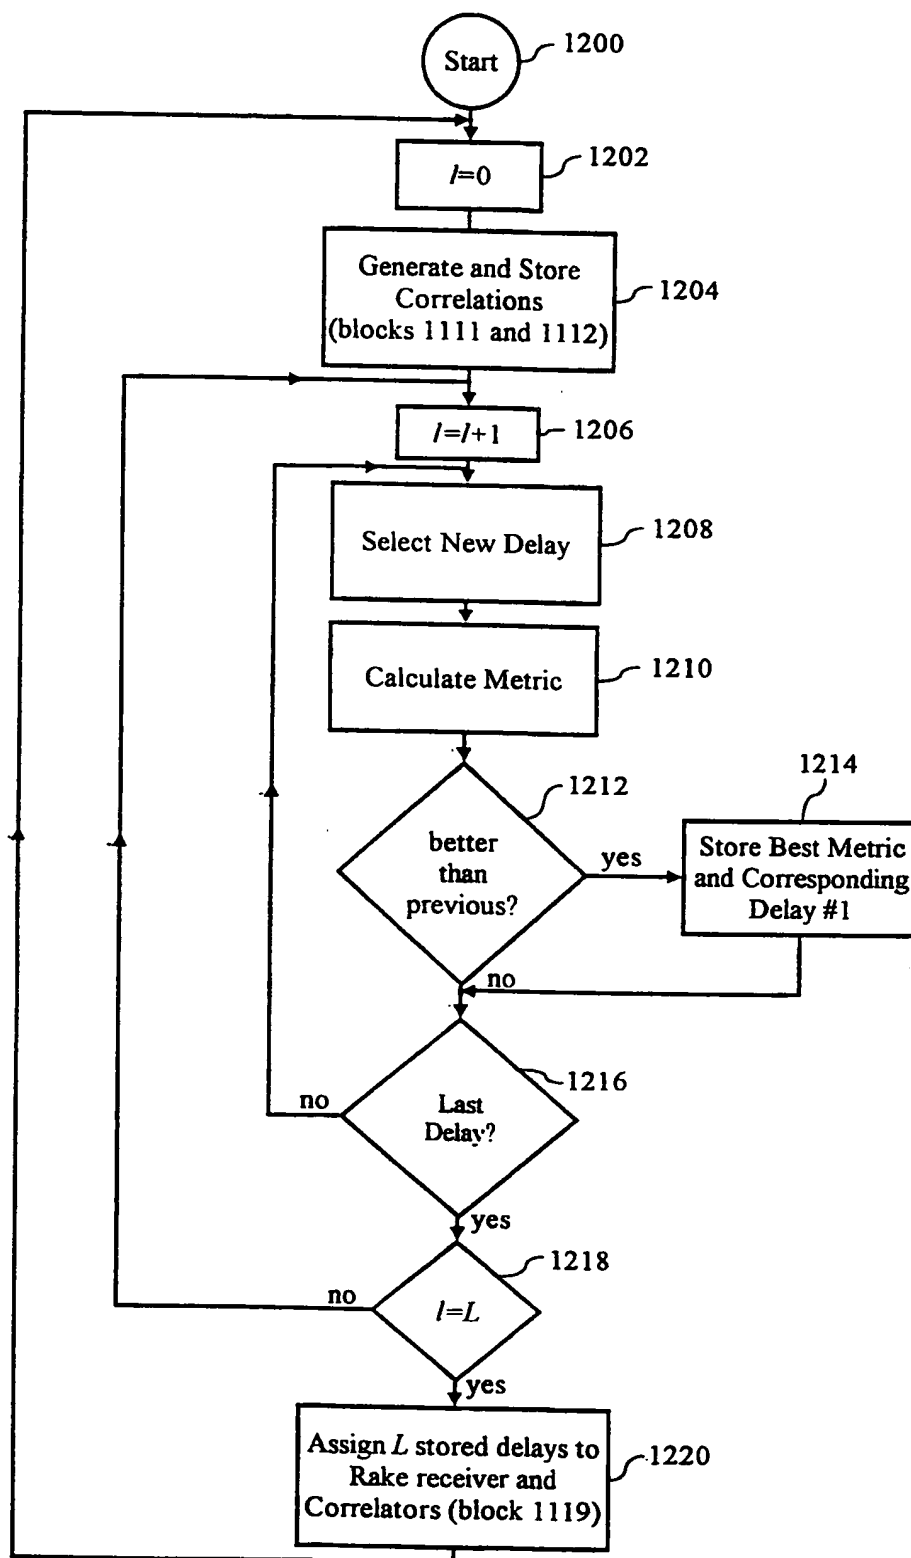 Start
1200
l=0
1202
Generate and Store
Correlations
(blocks 1111 and 1112)
1204
l=l+1
1206
Select New Delay
1208
Calculate Metric
1210
better
than
previous?
1212
yes
1214
Store Best Metric
and Corresponding
Delay #1
no
Last
Delay?
1216
no
yes
l=L
1218
no
yes
Assign L stored delays to
Rake receiver and
Correlators (block 1119)
1220